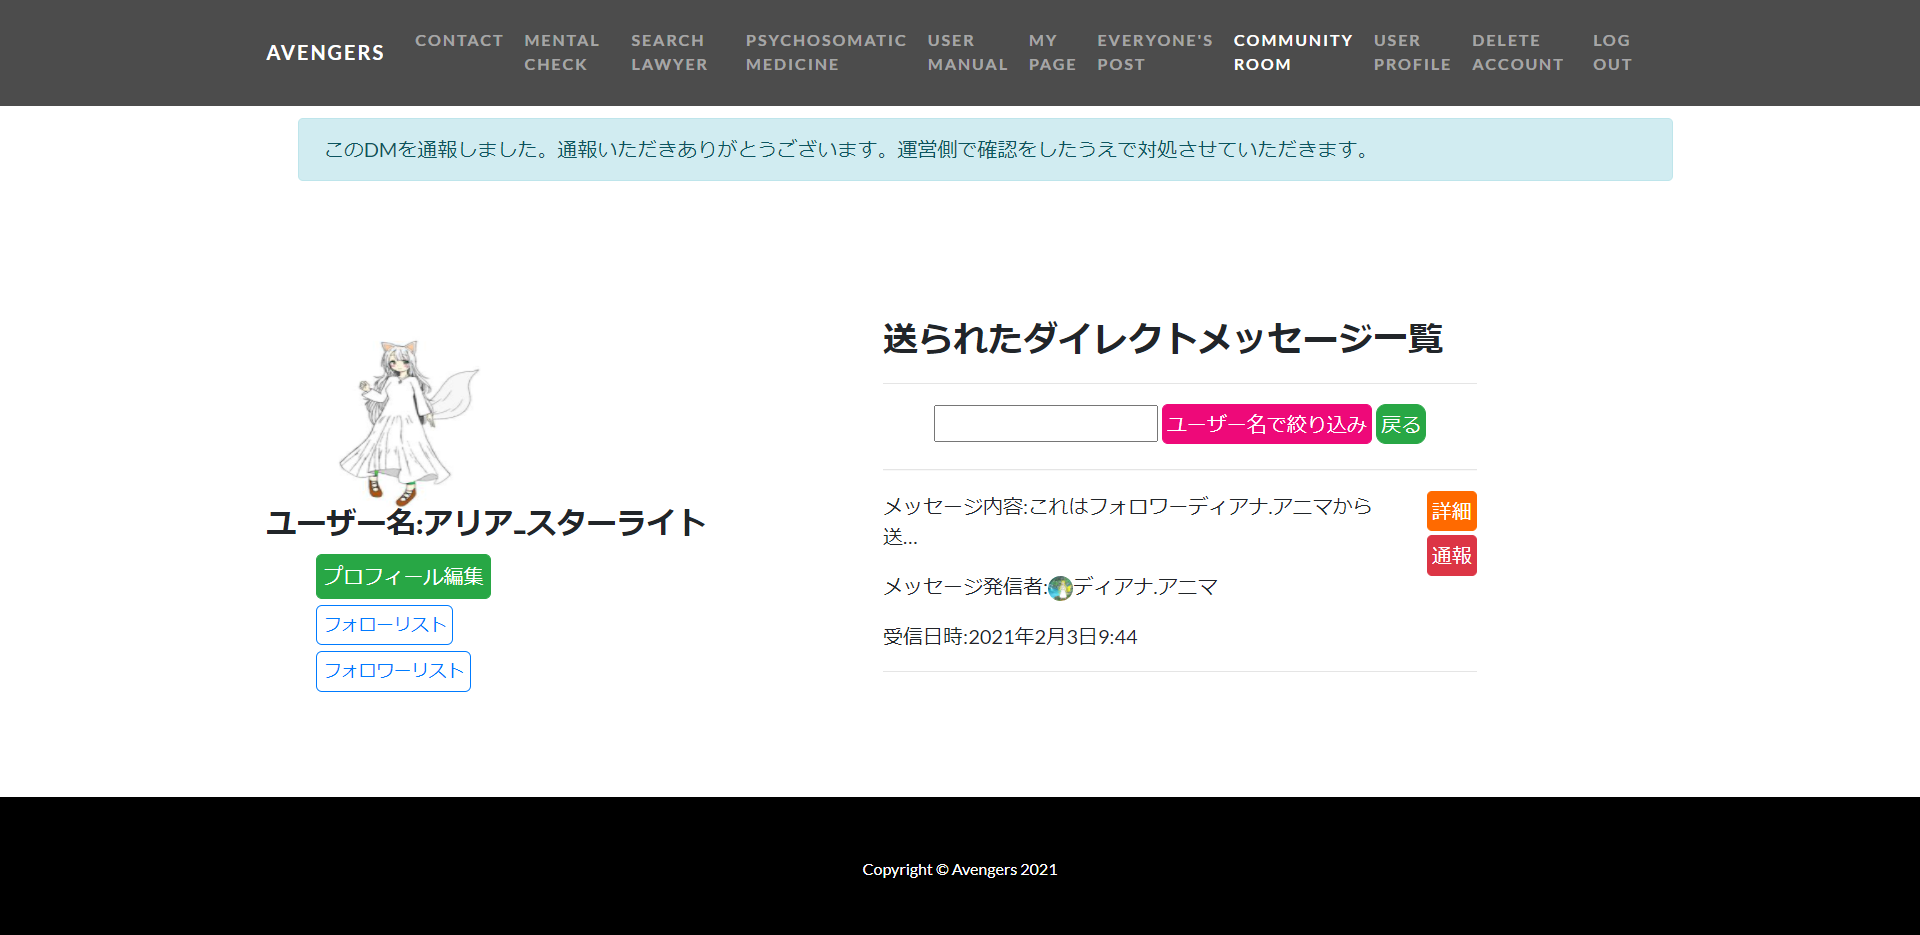 AVENGERS
CONTACT
MENTAL
CHECK
SEARCH
LAWYER
PSYCHOSOMATIC
MEDICINE
USER
MANUAL
MY
PAGE
EVERYONE'S
POST
COMMUNITY
ROOM
USER
PROFILE
DELETE
ACCOUNT
LOG
OUT
このDMを通報しました。通報いただきありがとうございます。運営側で確認をしたうえで対処させていただきます。
ユーザー名:アリア_スターライト
プロフィール編集
フォローリスト
フォロワーリスト
送られたダイレクトメッセージ一覧
ユーザー名で絞り込み
戻る
メッセージ内容:これはフォロワーディアナ.アニマから
送...
詳細
通報
メッセージ発信者:ディアナ.アニマ
受信日時:2021年2月3日9:44
Copyright © Avengers 2021